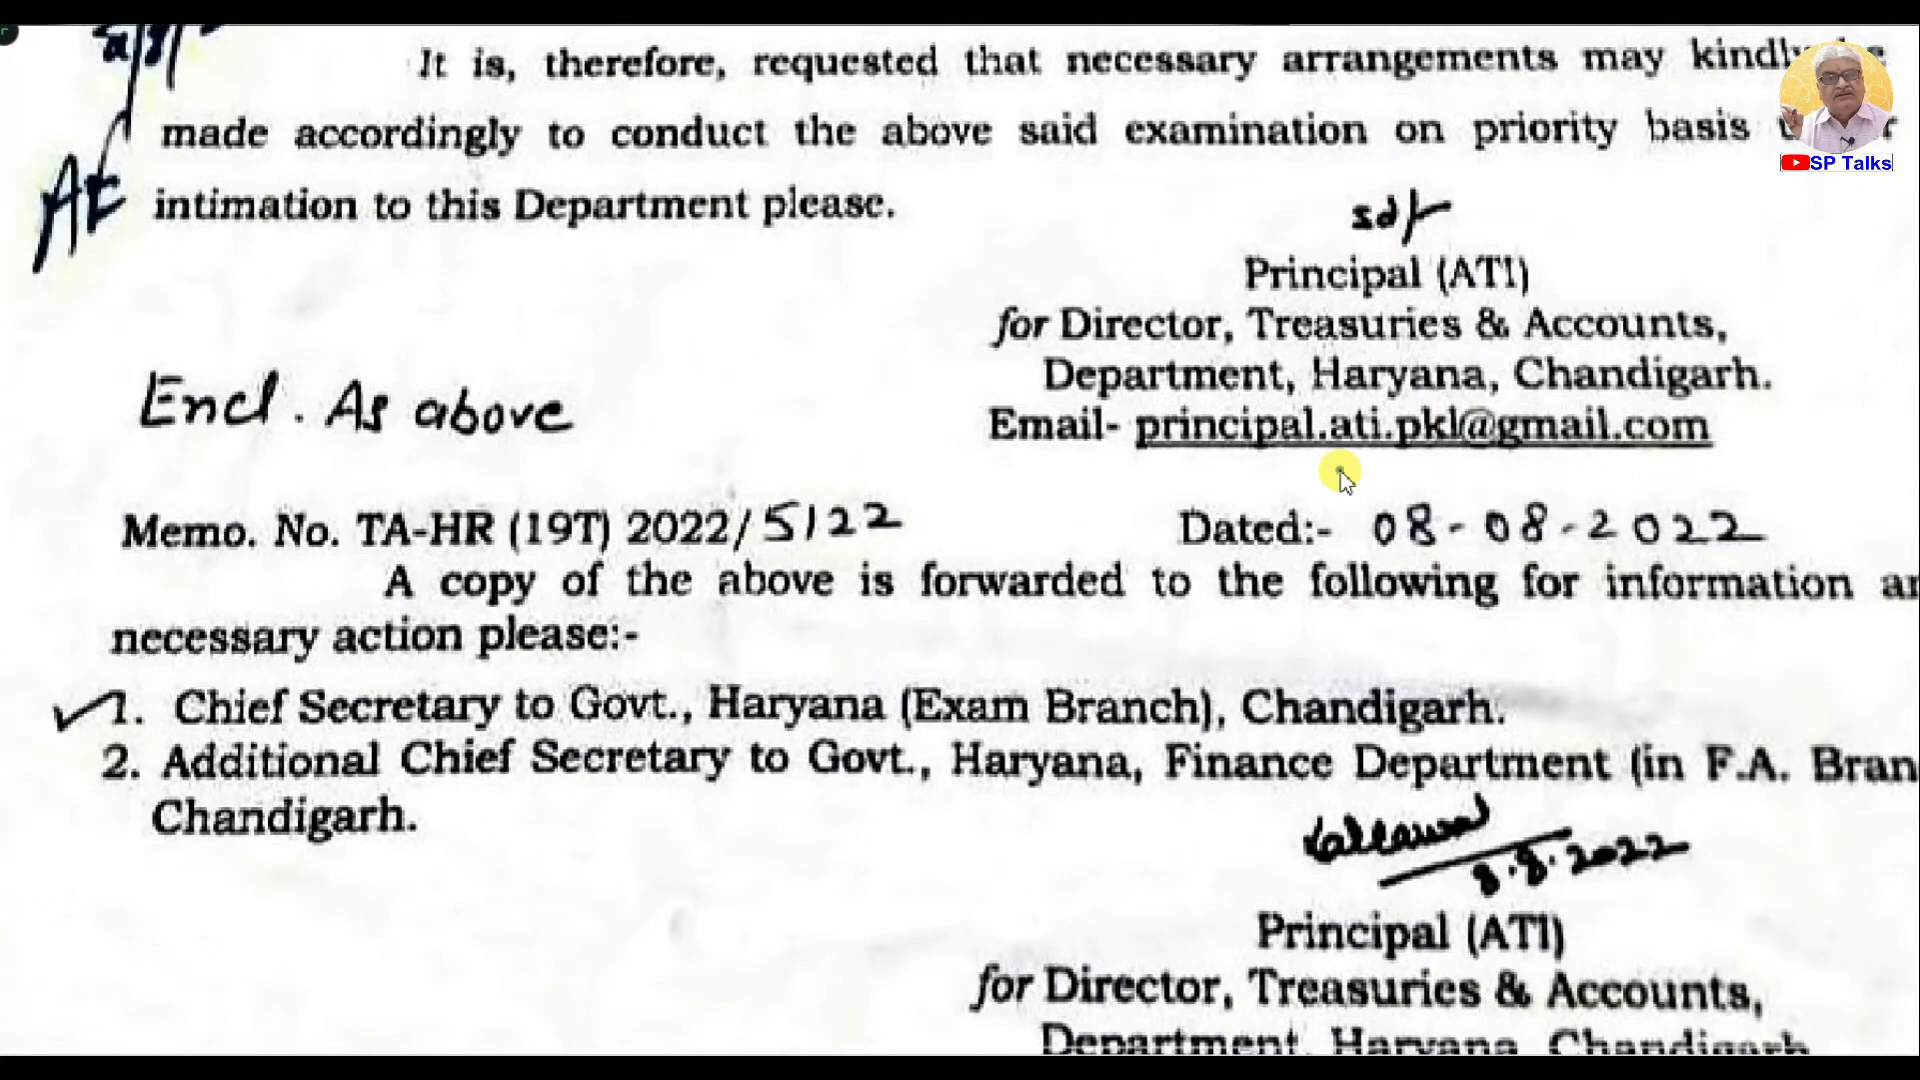 It is, therefore, requested that necessary arrangements may kindly
made accordingly to conduct the above said examination on priority basis
SP Talks
AE intimation to this Department please.
sd/-
Principal (ATI)
for Director, Treasuries & Accounts,
Department, Haryana, Chandigarh.
Encl. As above
Email- principal.ati.pkl@gmail.com
Memo. No. TA-HR (19T) 2022/5122 Dated:- 08-08-2022
A copy of the above is forwarded to the following for information
necessary action please:-
1. Chief Secretary to Govt., Haryana (Exam Branch), Chandigarh.
2. Additional Chief Secretary to Govt., Haryana, Finance Department (in F.A. Bran
Chandigarh.
8.8.2022
Principal (ATI)
for Director, Treasuries & Accounts,
Department, Haryana, Chandigarh